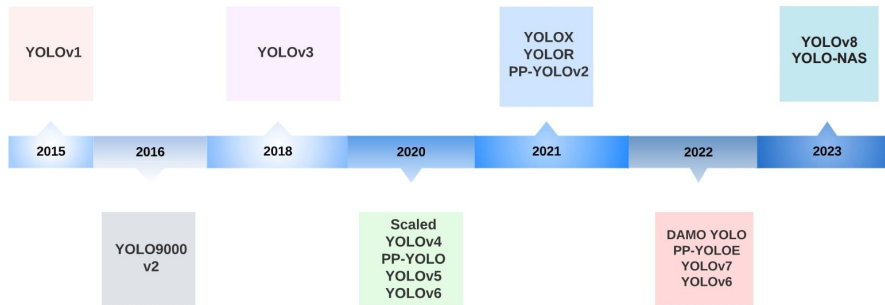 YOLOv1
YOLOv3
YOLOX
YOLOR
PP-YOLOv2
YOLOv8
YOLO-NAS
2015
2016
2018
2020
2021
2022
2023
YOLO9000
v2
Scaled
YOLOv4
PP-YOLO
YOLOv5
YOLOv6
DAMO YOLO
PP-YOLOE
YOLOv7
YOLOv6